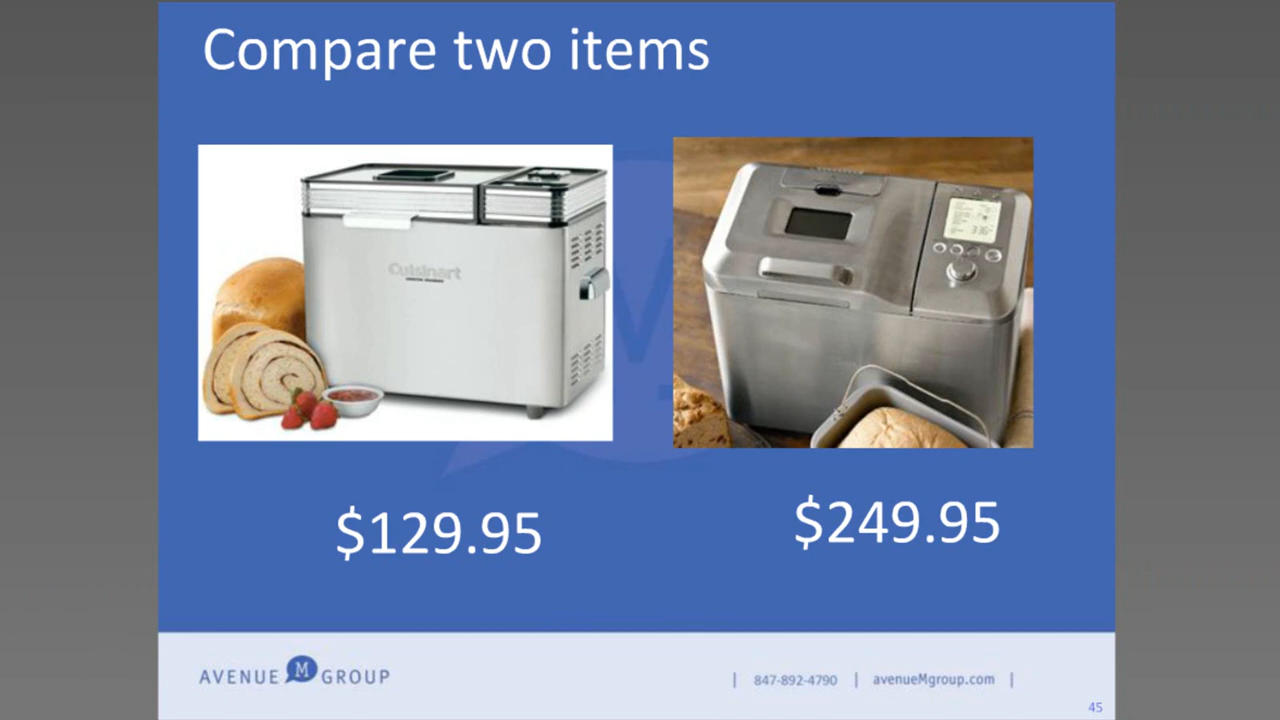 Compare two items
Cuisinart
$129.95
$249.95
AVENUE M GROUP
| 847-892-4790 | avenueMgroup.com |
45